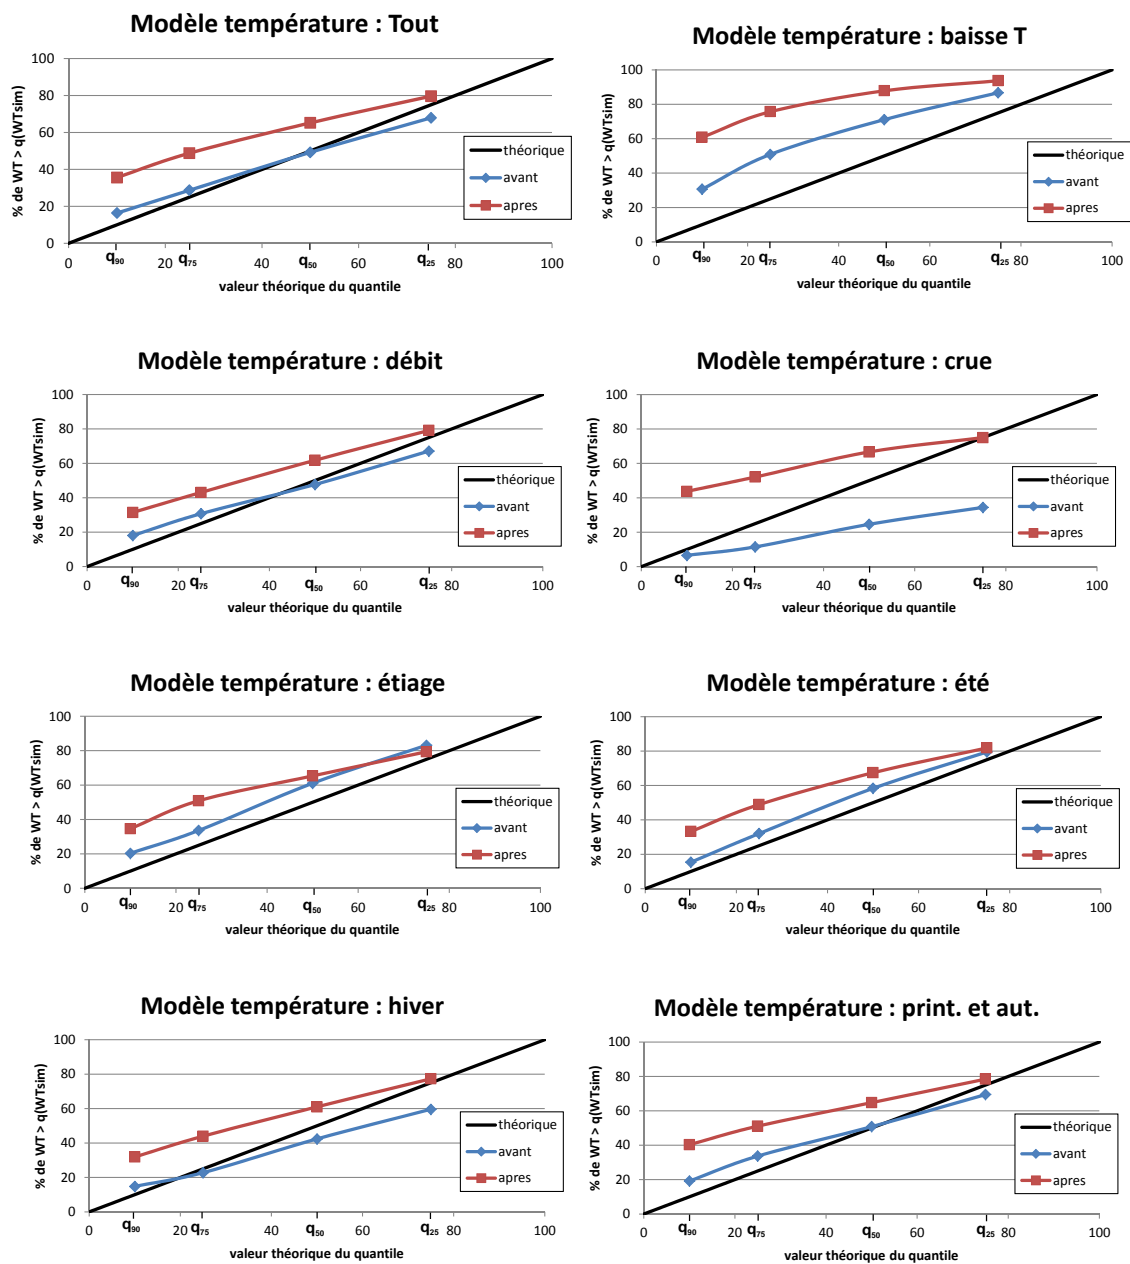 Modèle température : Tout
100
80
60
40
20
0
% de WT > q(WTsim)
théorique
avant
apres
0 q90 20 q75 40 q50 60 q25 80 100
valeur théorique du quantile
Modèle température : baisse T
100
80
60
40
20
0
% de WT > q(WTsim)
théorique
avant
apres
0 q90 20 q75 40 q50 60 q25 80 100
valeur théorique du quantile
Modèle température : débit
100
80
60
40
20
0
% de WT > q(WTsim)
théorique
avant
apres
0 q90 20 q75 40 q50 60 q25 80 100
valeur théorique du quantile
Modèle température : crue
100
80
60
40
20
0
% de WT > q(WTsim)
théorique
avant
apres
0 q90 20 q75 40 q50 60 q25 80 100
valeur théorique du quantile
Modèle température : étiage
100
80
60
40
20
0
% de WT > q(WTsim)
théorique
avant
apres
0 q90 20 q75 40 q50 60 q25 80 100
valeur théorique du quantile
Modèle température : été
100
80
60
40
20
0
% de WT > q(WTsim)
théorique
avant
apres
0 q90 20 q75 40 q50 60 q25 80 100
valeur théorique du quantile
Modèle température : hiver
100
80
60
40
20
0
% de WT > q(WTsim)
théorique
avant
apres
0 q90 20 q75 40 q50 60 q25 80 100
valeur théorique du quantile
Modèle température : print. et aut.
100
80
60
40
20
0
% de WT > q(WTsim)
théorique
avant
apres
0 q90 20 q75 40 q50 60 q25 80 100
valeur théorique du quantile